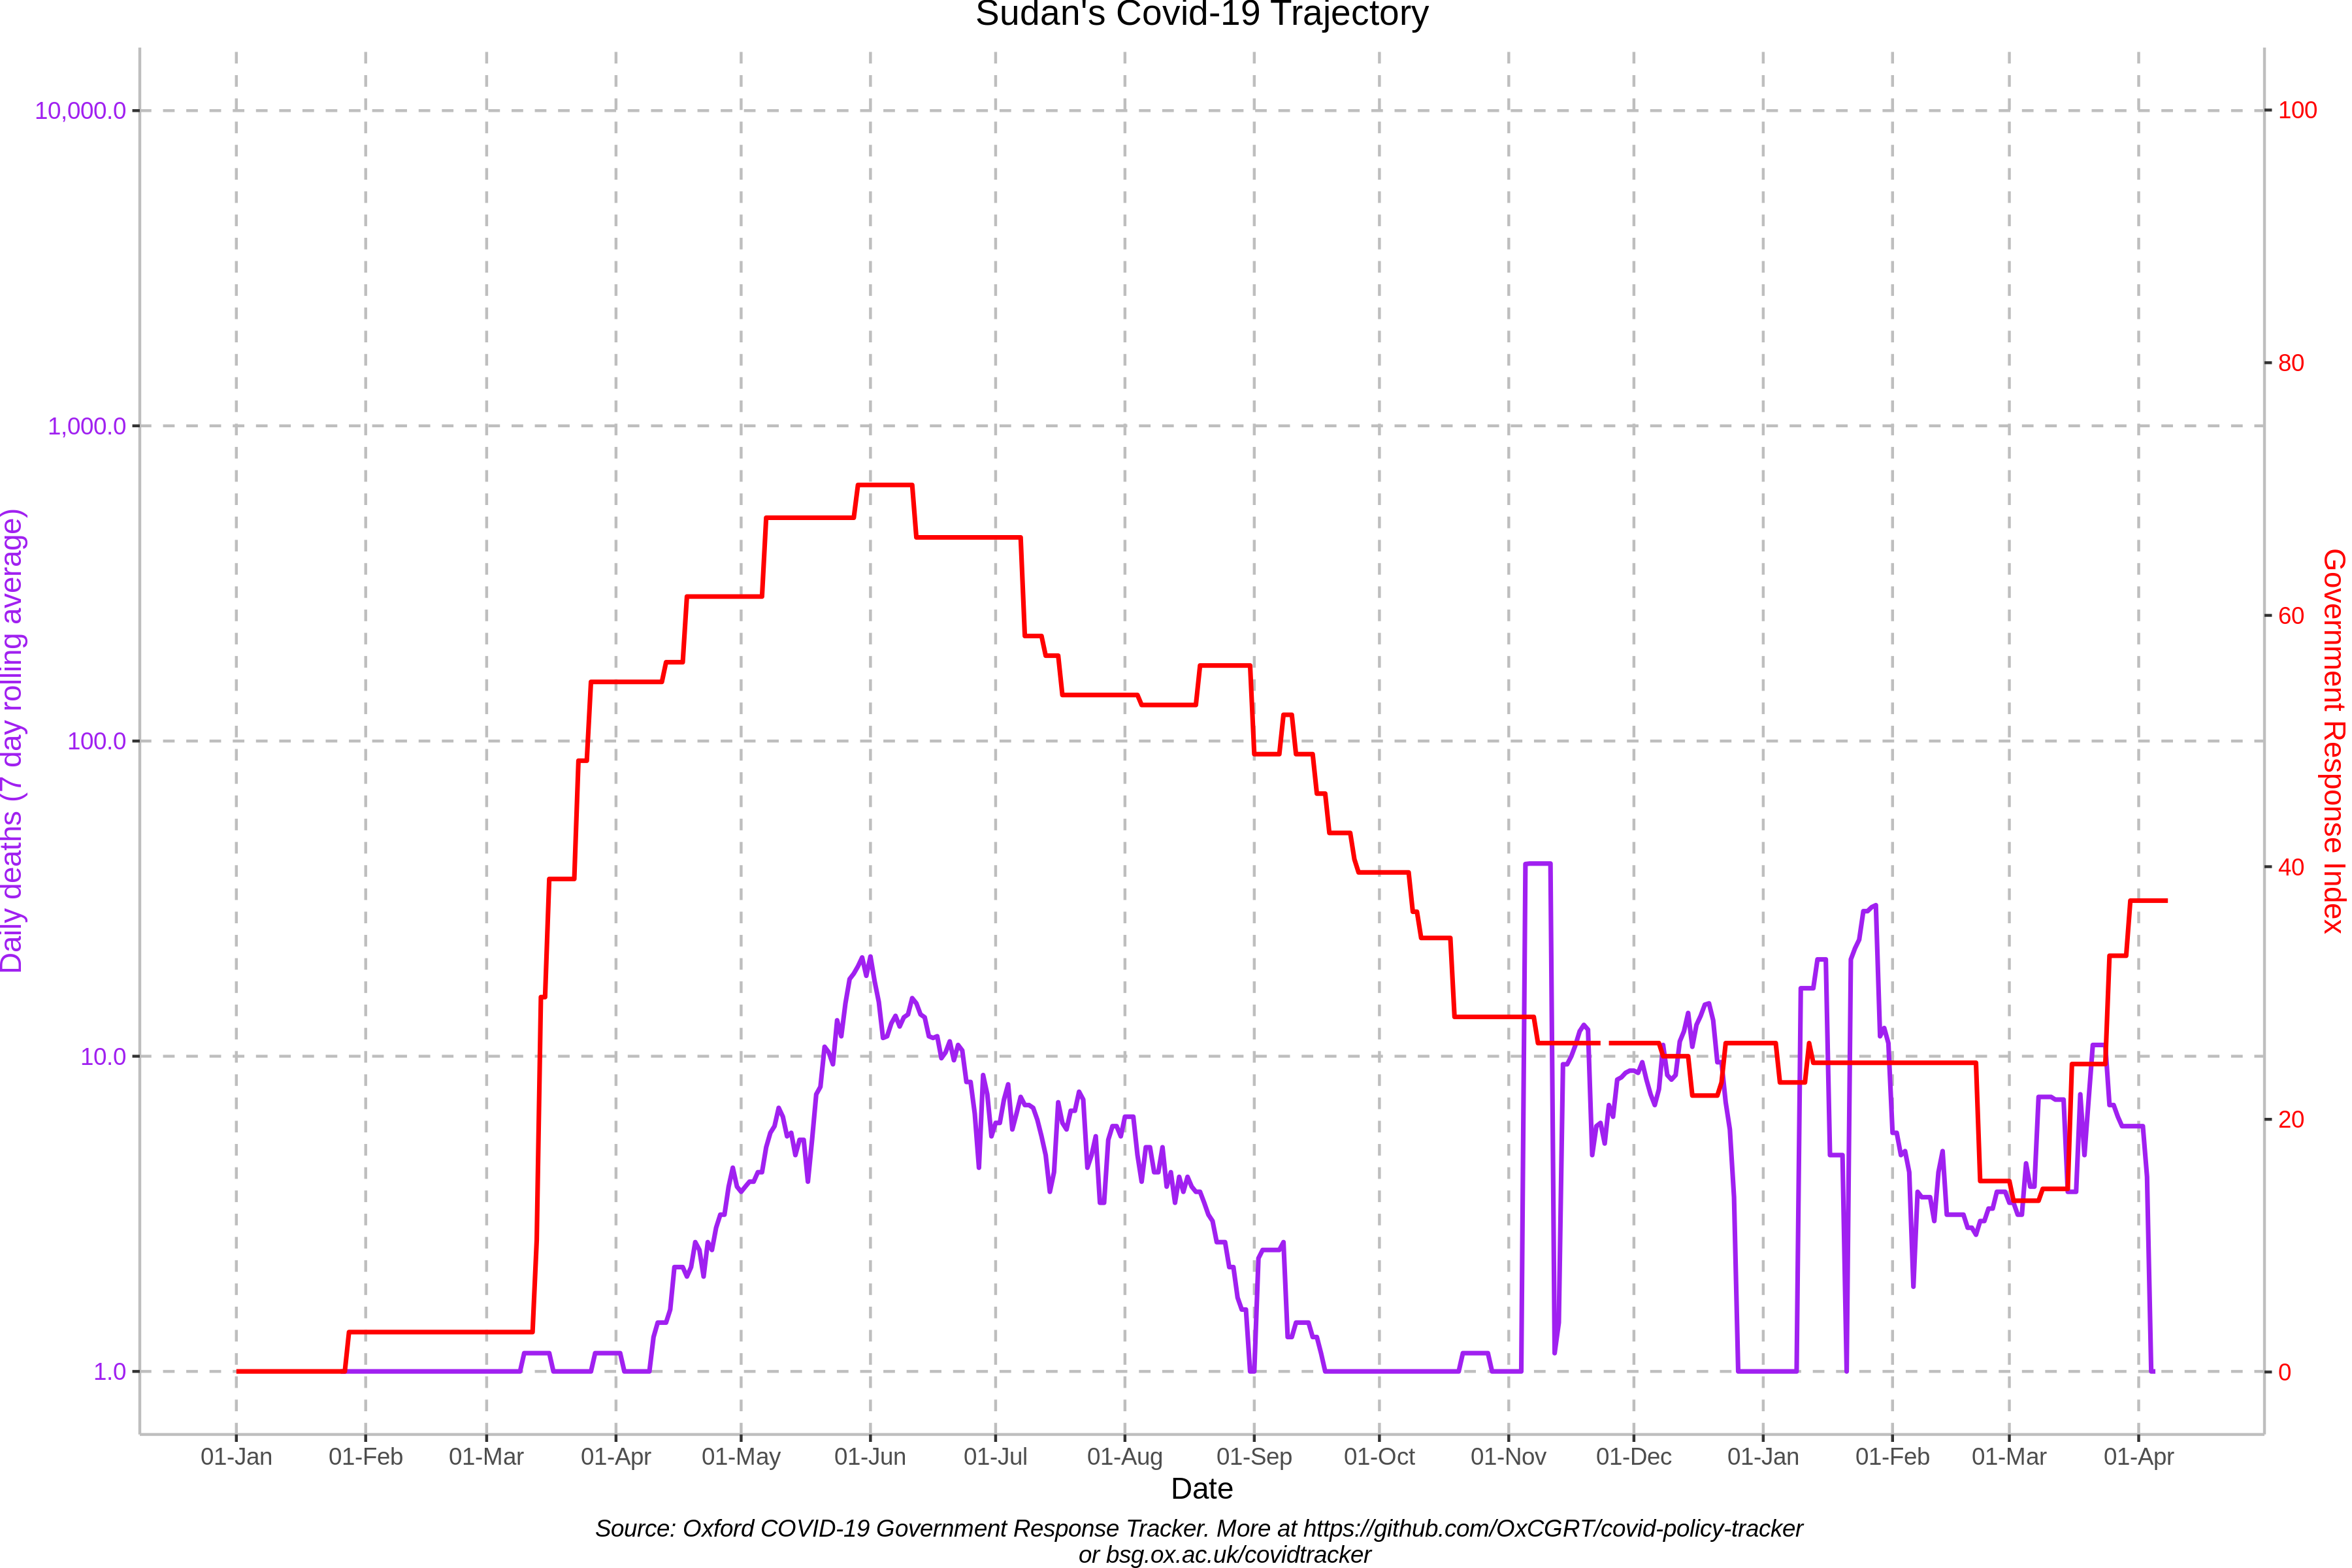 Sudan's Covid-19 Trajectory
10,000.0
1,000.0
100.0
10.0
1.0
Daily deaths (7 day rolling average)
100
80
60
40
20
0
Government Response Index
01-Jan 01-Feb 01-Mar 01-Apr 01-May 01-Jun 01-Jul 01-Aug 01-Sep 01-Oct 01-Nov 01-Dec 01-Jan 01-Feb 01-Mar 01-Apr
Date
Source: Oxford COVID-19 Government Response Tracker. More at https://github.com/OxCGRT/covid-policy-tracker
or bsg.ox.ac.uk/covidtracker